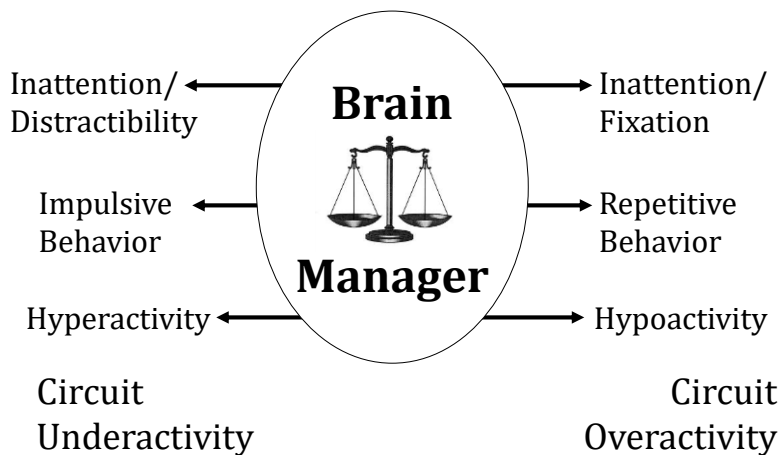 Inattention/
Distractibility
Brain
Inattention/
Fixation
Impulsive
Behavior
Repetitive
Behavior
Manager
Hyperactivity
Hypoactivity
Circuit
Underactivity
Circuit
Overactivity